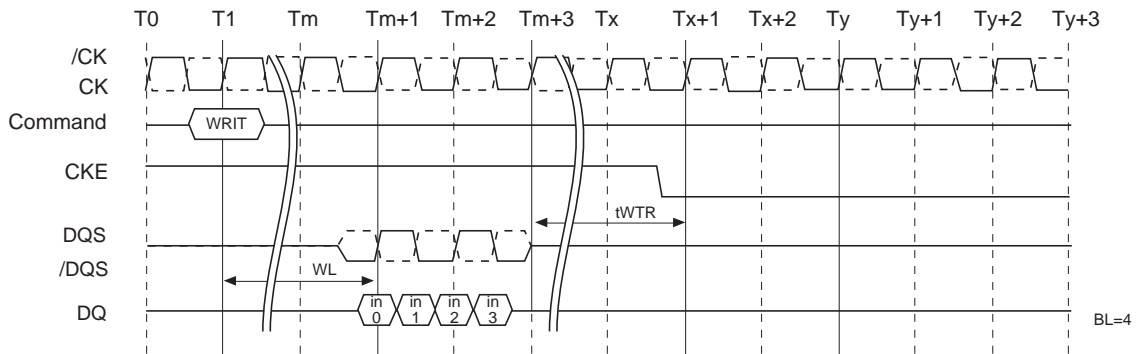 T0 T1 Tm Tm+1 Tm+2 Tm+3 Tx Tx+1 Tx+2 Ty Ty+1 Ty+2 Ty+3
/CK
CK
Command WRIT
CKE
tWTR
DQS
/DQS WL
DQ in 0 in 1 in 2 in 3
BL=4